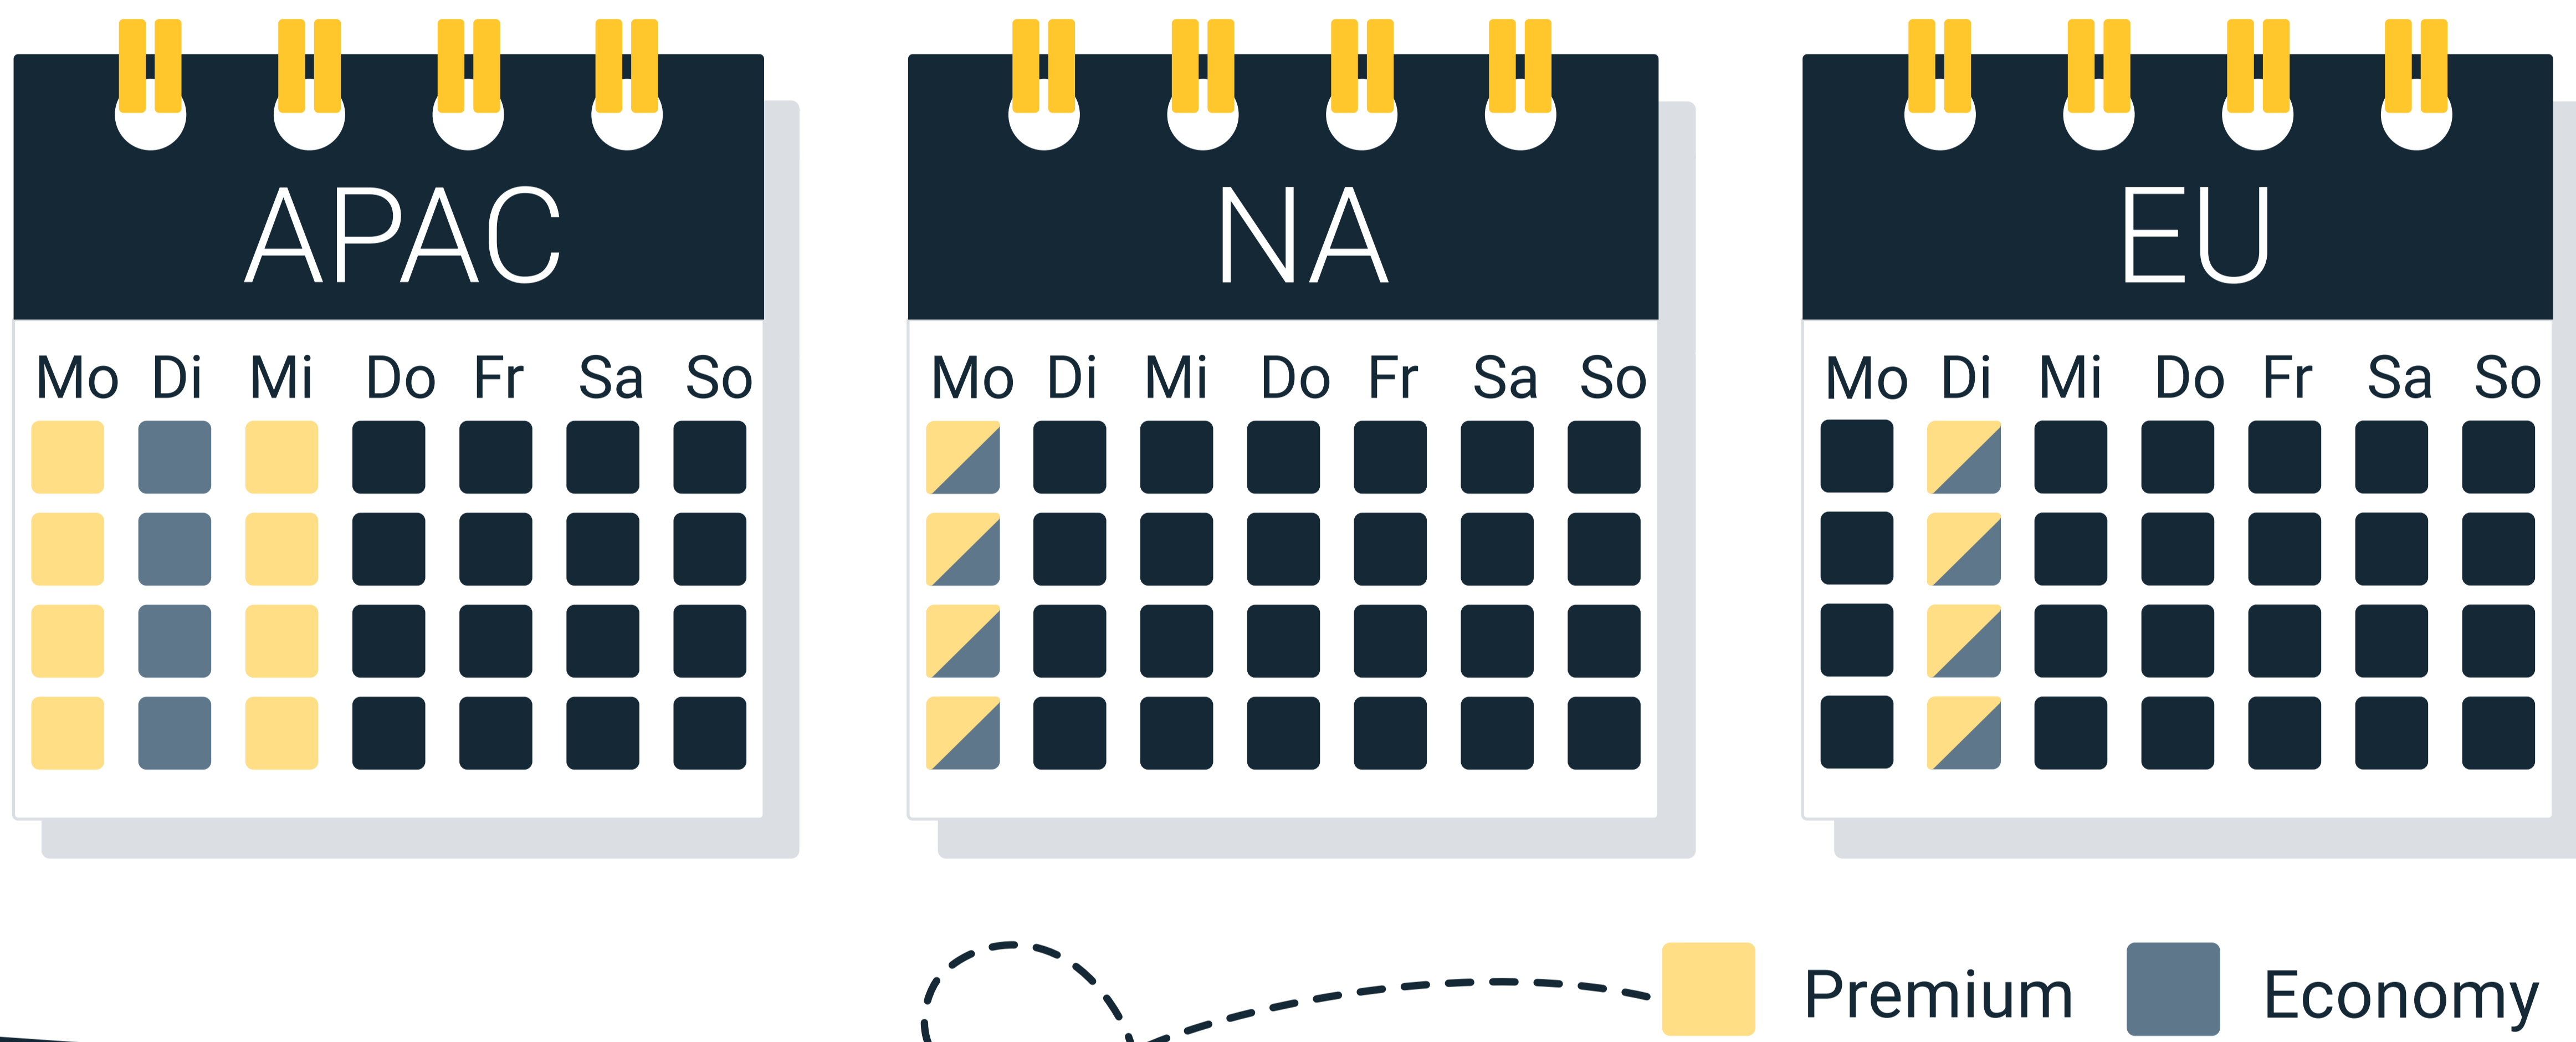 APAC
Mo Di Mi Do Fr Sa So
NA
Mo Di Mi Do Fr Sa So
EU
Mo Di Mi Do Fr Sa So
Premium
Economy